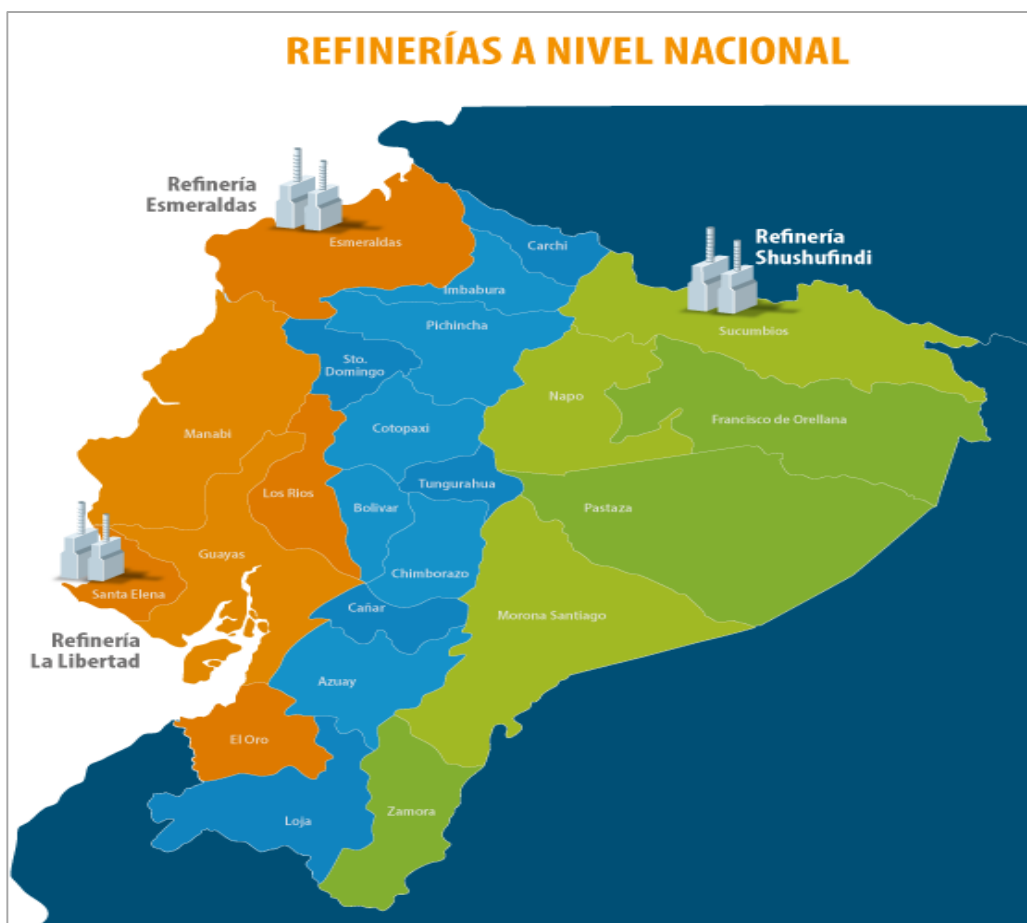 REFINERÍAS A NIVEL NACIONAL
Refinería
Esmeraldas
Esmeraldas
Carchi
Refinería
Shushufindi
Imbabura
Pichincha
Sucumbios
Sto.
Domingo
Napo
Francisco de Orellana
Cotopaxi
Manabi
Tungurahua
Los Rios
Bolivar
Pastaza
Guayas
Chimborazo
Santa Elena
Cañar
Morona Santiago
Refinería
La Libertad
Azuay
El Oro
Zamora
Loja